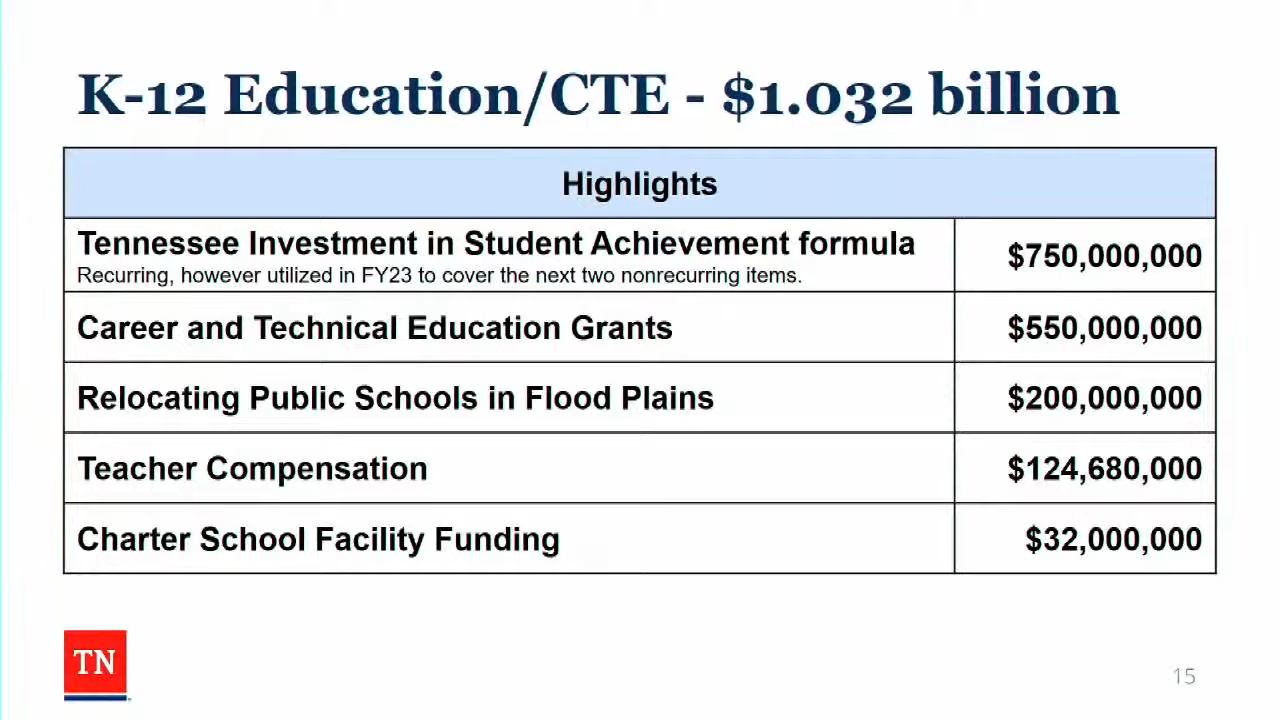 K-12 Education/CTE - $1.032 billion
Highlights
Tennessee Investment in Student Achievement formula
Recurring, however utilized in FY23 to cover the next two nonrecurring items.
$750,000,000
Career and Technical Education Grants
$550,000,000
Relocating Public Schools in Flood Plains
$200,000,000
Teacher Compensation
$124,680,000
Charter School Facility Funding
$32,000,000
TN
15